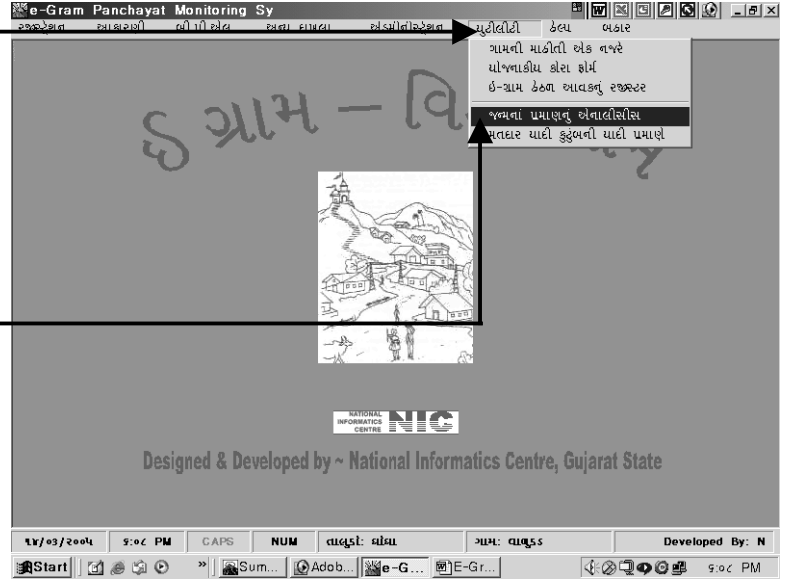 e-Gram Panchayat Monitoring Sy
રજીસ્ટ્રેશન આકારણી બી પી એલ અન્ય દાખલા એડમીનીસ્ટ્રેશન યુટીલીટી હેલ્પ બહાર
ગામની માહીતી એક નજરે
યોજનાકીય કોરા ફોર્મ
ઇ-ગ્રામ હેઠળ આવકનું રજીસ્ટર
જન્મનાં પ્રમાણનું એનાલીસીસ
મતદાર યાદી કુટુંબની યાદી પ્રમાણે
ઇ ગ્રામ – વિ
NATIONAL INFORMATICS CENTRE NIC
Designed & Developed by ~ National Informatics Centre, Gujarat State
૧૪/૦૩/૨૦૦૫ ૬:૦૮ PM CAPS NUM તાલુકો: ઘોઘા ગામ: વાલુકડ Developed By: N
Start » Sum... Adob... e-G... E-Gr... ૬:૦૮ PM